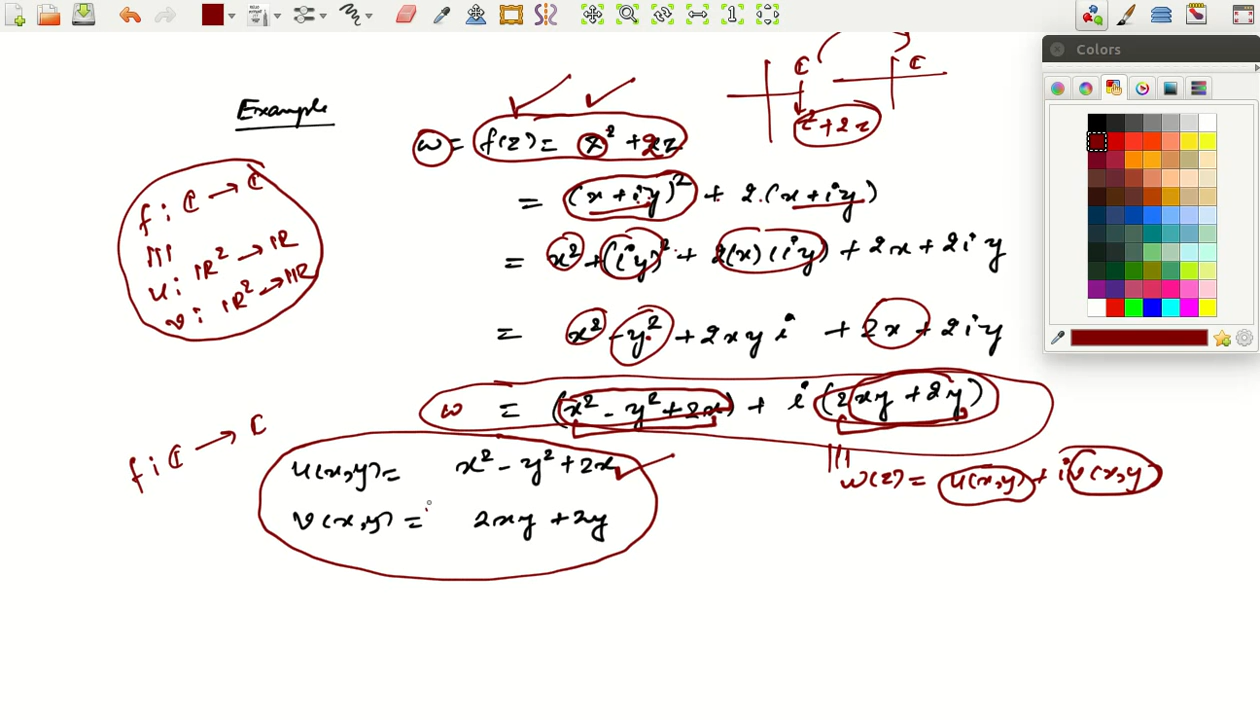 Colors
ℂ ℂ
z² + 2z
Example
w = f(z) = z² + 2z
f : ℂ → ℂ
|||
u : ℝ² → ℝ
v : ℝ² → ℝ
= (x + iy)² + 2·(x + iy)
= x² + (iy)² + 2(x)(iy) + 2x + 2iy
= x² - y² + 2xyi + 2x + 2iy
w = (x² - y² + 2x) + i(2xy + 2y)
f : ℂ → ℂ
u(x,y) = x² - y² + 2x
v(x,y) = 2xy + 2y
|||
w(z) = u(x,y) + iv(x,y)